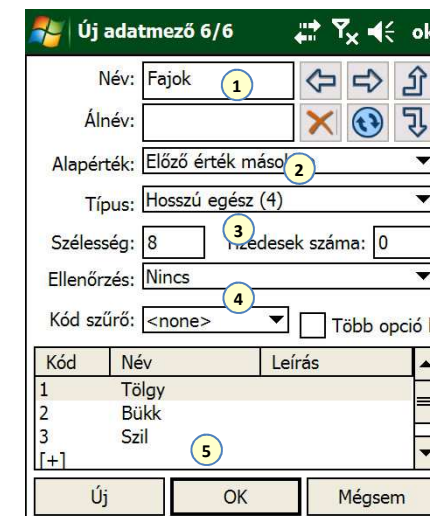 Új adatmező 6/6 ok
Név: Fajok 1
Álnév:
Alapérték: Előző érték 2
Típus: Hosszú egész (4)
Szélesség: 8 3 száma: 0
Ellenőrzés: Nincs
4
Kód szűrő: <none> Több opció
Kód Név Leírás
1 Tölgy
2 Bükk
3 Szil
[+] 5
Új OK Mégsem